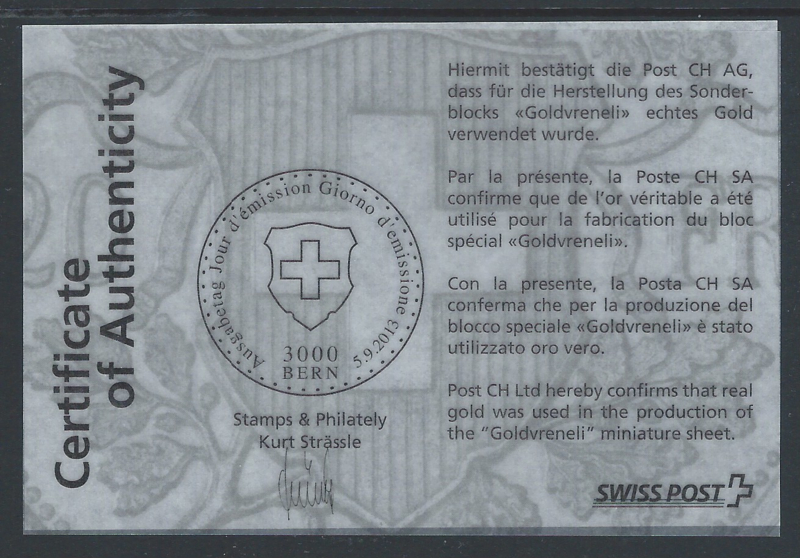 Certificate
of Authenticity
Ausgabetag Jour d'émission Giorno d'emissione 5.9.2013
3000
BERN
Stamps & Philately
Kurt Strässle
Hiermit bestätigt die Post CH AG,
dass für die Herstellung des Sonder-
blocks «Goldvreneli» echtes Gold
verwendet wurde.
Par la présente, la Poste CH SA
confirme que de l'or véritable a été
utilisé pour la fabrication du bloc
spécial «Goldvreneli».
Con la presente, la Posta CH SA
conferma che per la produzione del
blocco speciale «Goldvreneli» è stato
utilizzato oro vero.
Post CH Ltd hereby confirms that real
gold was used in the production of
the "Goldvreneli" miniature sheet.
SWISS POST